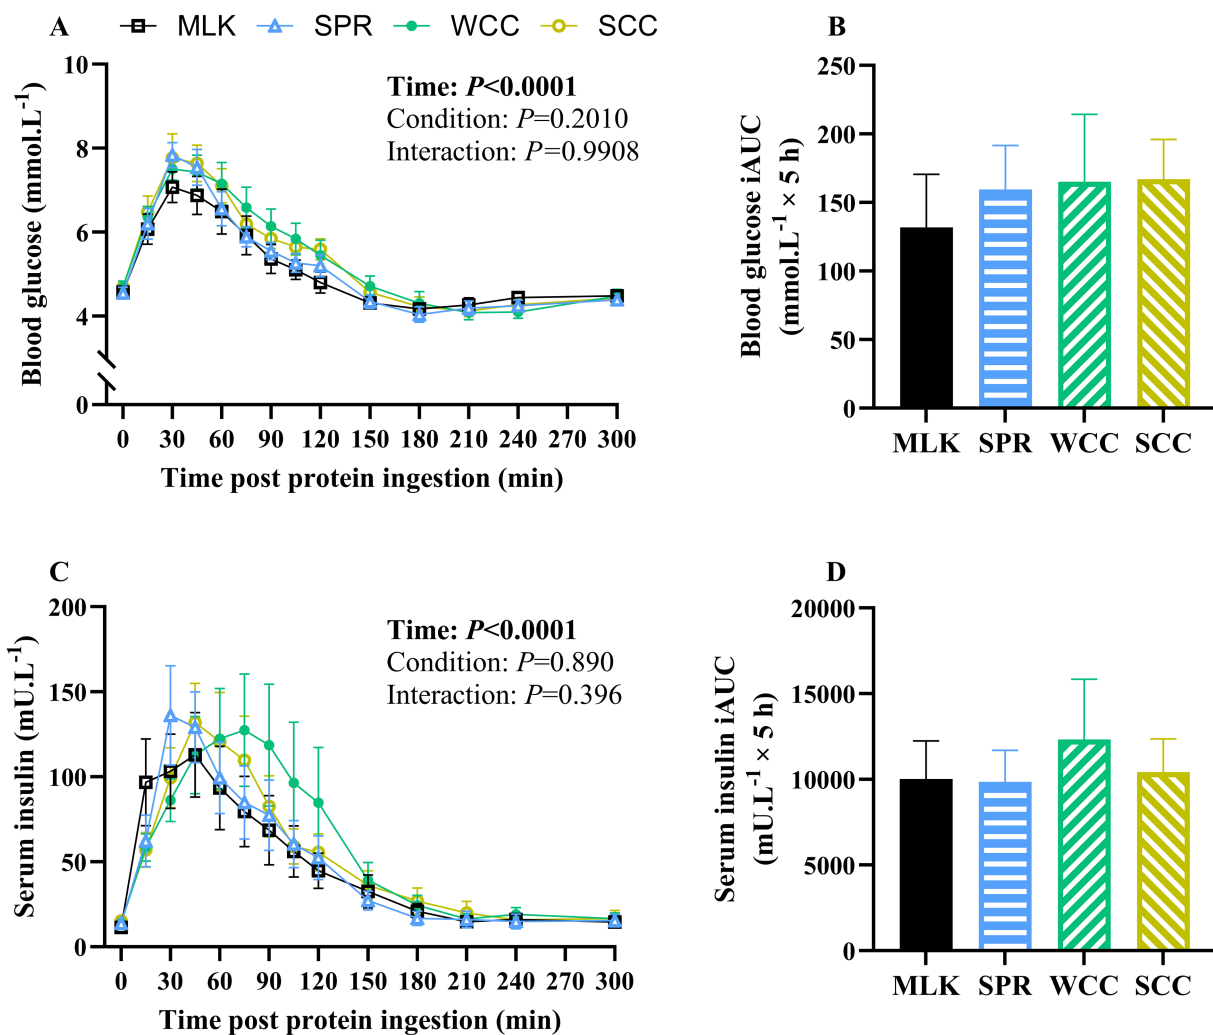 A MLK SPR WCC SCC
10
8
6
4
0
Blood glucose (mmol.L⁻¹)
Time: P<0.0001
Condition: P=0.2010
Interaction: P=0.9908
0 30 60 90 120 150 180 210 240 270 300
Time post protein ingestion (min)
B
250
200
150
100
50
0
Blood glucose iAUC
(mmol.L⁻¹ × 5 h)
MLK SPR WCC SCC
C
200
150
100
50
0
Serum insulin (mU.L⁻¹)
Time: P<0.0001
Condition: P=0.890
Interaction: P=0.396
0 30 60 90 120 150 180 210 240 270 300
Time post protein ingestion (min)
D
20000
15000
10000
5000
0
Serum insulin iAUC
(mU.L⁻¹ × 5 h)
MLK SPR WCC SCC